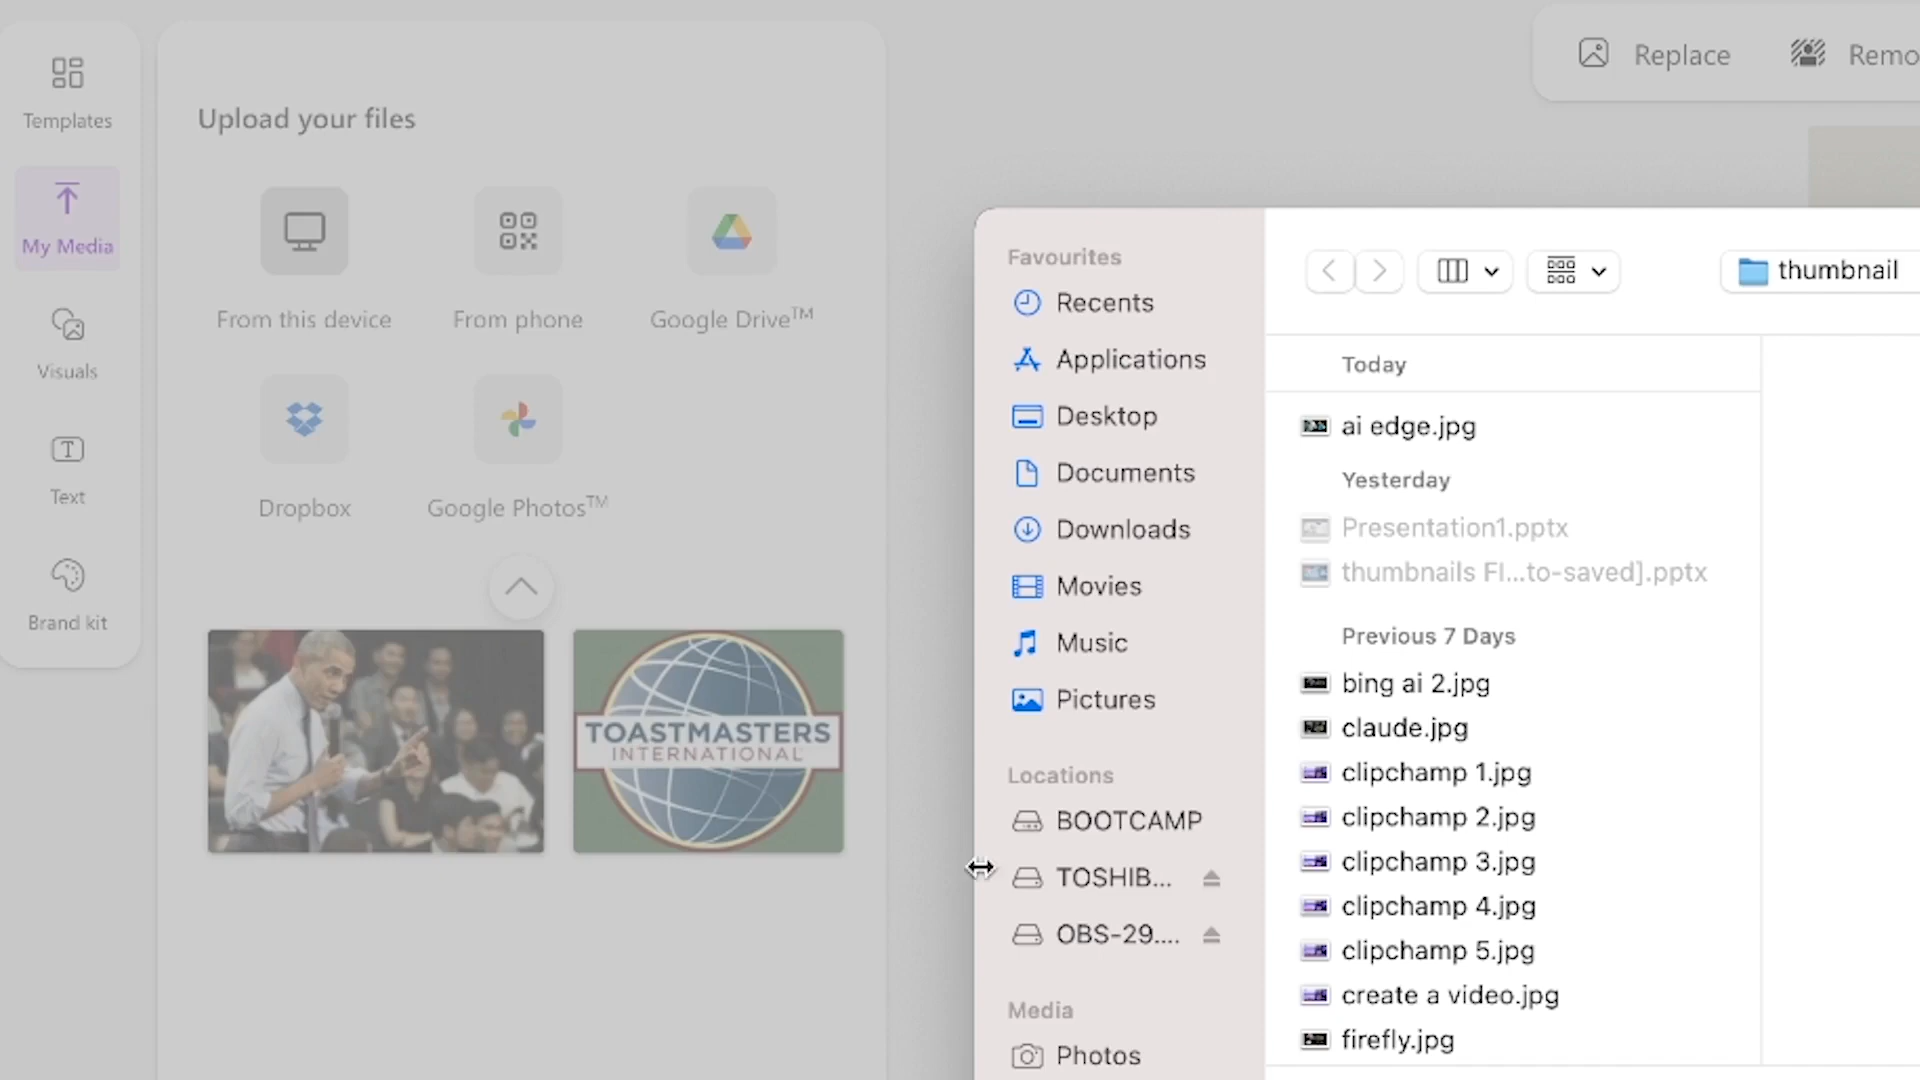 Templates
My Media
Visuals
Text
Brand kit
Upload your files
From this device
From phone
Google Drive™
Dropbox
Google Photos™
TOASTMASTERS
INTERNATIONAL
Replace
Favourites
Recents
Applications
Desktop
Documents
Downloads
Movies
Music
Pictures
Locations
BOOTCAMP
TOSHIB...
OBS-29....
Media
Photos
thumbnail
Today
ai edge.jpg
Yesterday
Presentation1.pptx
thumbnails FI...to-saved].pptx
Previous 7 Days
bing ai 2.jpg
claude.jpg
clipchamp 1.jpg
clipchamp 2.jpg
clipchamp 3.jpg
clipchamp 4.jpg
clipchamp 5.jpg
create a video.jpg
firefly.jpg